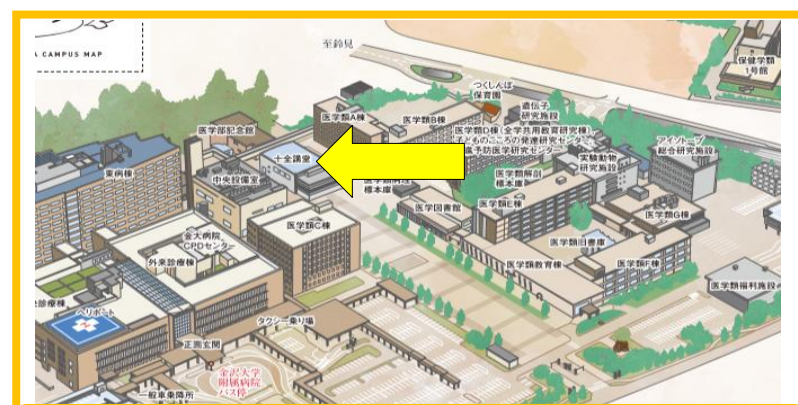 A CAMPUS MAP
至鈴見
保健学類
1号館
つくしんぼ
保育園
遺伝子
研究施設
医学類A棟
医学類B棟
医学部記念館
医学類D棟(全学共用教育研究棟)
子どものこころの発達研究センター
進予防医学研究センター
アイソトープ
総合研究施設
十全講堂
実験動物
研究施設
東病棟
中央設備室
標本庫
医学類解剖
標本庫
医学図書館
医学類E棟
医学類G棟
医学類C棟
金大病院
CPDセンター
外来診療棟
医学類旧書庫
医学類教育棟
医学類F棟
医学類福利施設
診療棟
ヘリポート
タクシー乗り場
正面玄関
金沢大学
附属病院
バス停
一般車乗降所